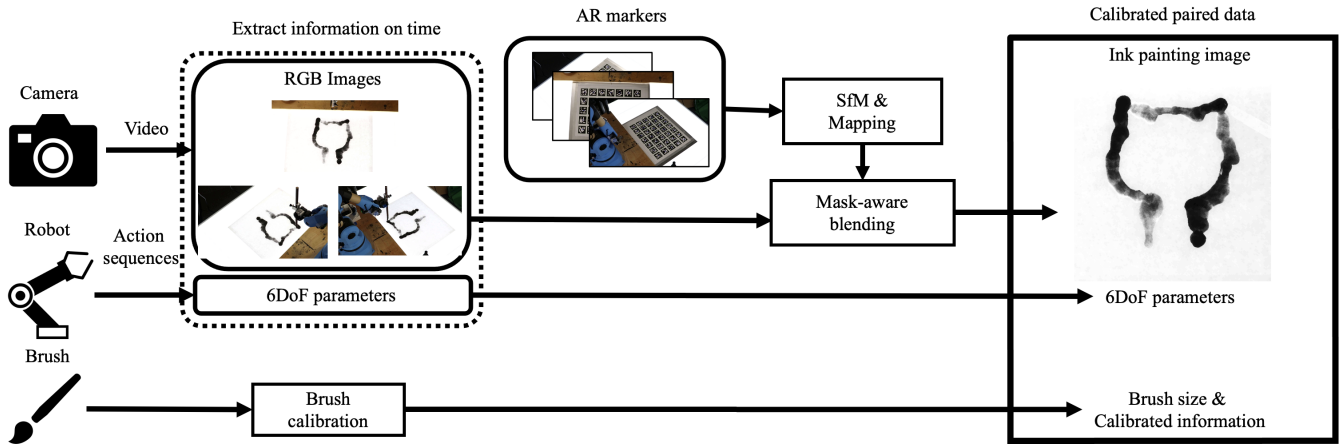 Extract information on time
AR markers
Calibrated paired data
Camera
Video
RGB Images
SfM &
Mapping
Mask-aware
blending
Ink painting image
Robot
Action
sequences
6DoF parameters
6DoF parameters
Brush
Brush
calibration
Brush size &
Calibrated information